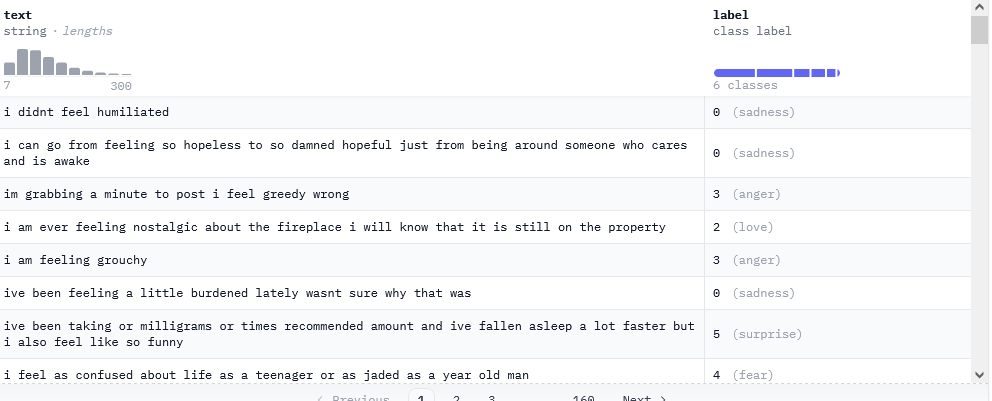 text
label
string · lengths
class label
7
300
6 classes
i didnt feel humiliated
0 (sadness)
i can go from feeling so hopeless to so damned hopeful just from being around someone who cares
and is awake
0 (sadness)
im grabbing a minute to post i feel greedy wrong
3 (anger)
i am ever feeling nostalgic about the fireplace i will know that it is still on the property
2 (love)
i am feeling grouchy
3 (anger)
ive been feeling a little burdened lately wasnt sure why that was
0 (sadness)
ive been taking or milligrams or times recommended amount and ive fallen asleep a lot faster but
i also feel like so funny
5 (surprise)
i feel as confused about life as a teenager or as jaded as a year old man
4 (fear)
< Previous 1 2 3 ... 160 Next >